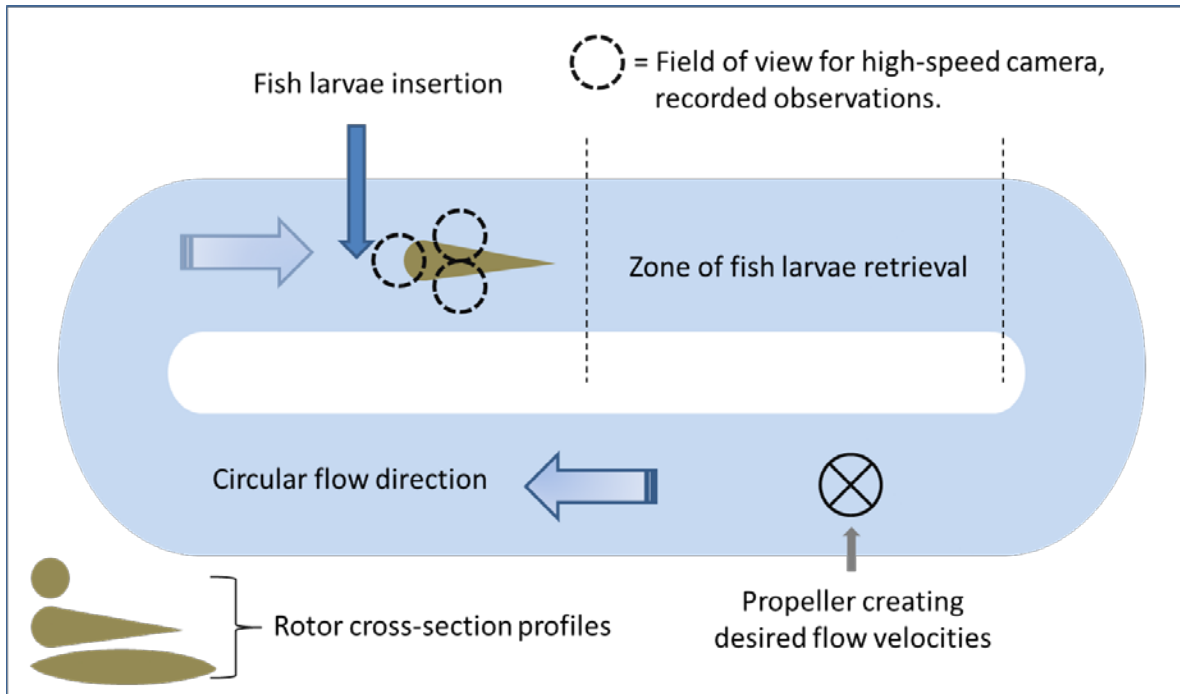 Fish larvae insertion
= Field of view for high-speed camera,
recorded observations.
Zone of fish larvae retrieval
Circular flow direction
Rotor cross-section profiles
Propeller creating
desired flow velocities